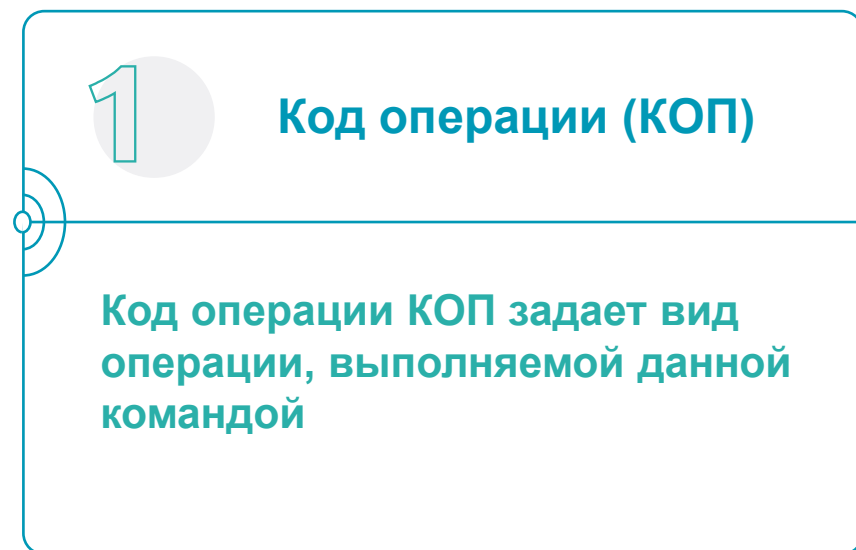 1
Код операции (КОП)
Код операции КОП задает вид
операции, выполняемой данной
командой